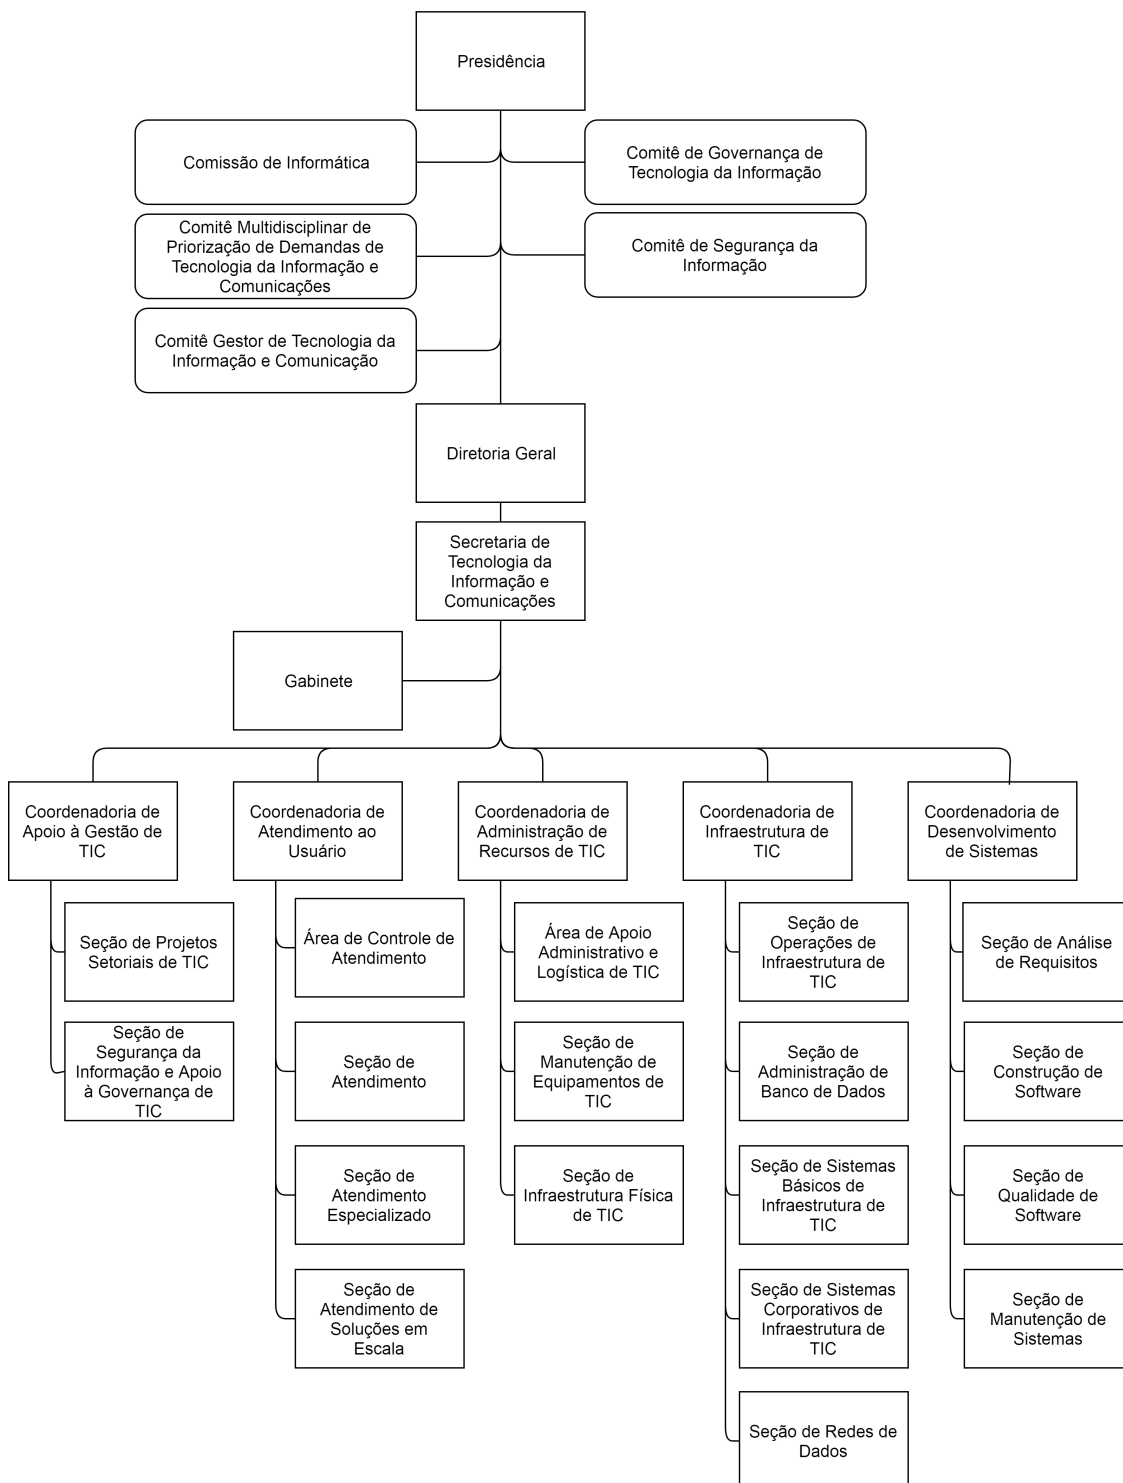 Presidência
Comissão de Informática
Comitê de Governança de
Tecnologia da Informação
Comitê Multidisciplinar de
Priorização de Demandas de
Tecnologia da Informação e
Comunicações
Comitê de Segurança da
Informação
Comitê Gestor de Tecnologia da
Informação e Comunicação
Diretoria Geral
Secretaria de
Tecnologia da
Informação e
Comunicações
Gabinete
Coordenadoria de
Apoio à Gestão de
TIC
Coordenadoria de
Atendimento ao
Usuário
Coordenadoria de
Administração de
Recursos de TIC
Coordenadoria de
Infraestrutura de
TIC
Coordenadoria de
Desenvolvimento
de Sistemas
Seção de Projetos
Setoriais de TIC
Seção de
Segurança da
Informação e Apoio
à Governança de
TIC
Área de Controle de
Atendimento
Seção de
Atendimento
Seção de
Atendimento
Especializado
Seção de
Atendimento de
Soluções em
Escala
Área de Apoio
Administrativo e
Logística de TIC
Seção de
Manutenção de
Equipamentos de
TIC
Seção de
Infraestrutura Física
de TIC
Seção de
Operações de
Infraestrutura de
TIC
Seção de
Administração de
Banco de Dados
Seção de Sistemas
Básicos de
Infraestrutura de
TIC
Seção de Sistemas
Corporativos de
Infraestrutura de
TIC
Seção de Redes de
Dados
Seção de Análise
de Requisitos
Seção de
Construção de
Software
Seção de
Qualidade de
Software
Seção de
Manutenção de
Sistemas